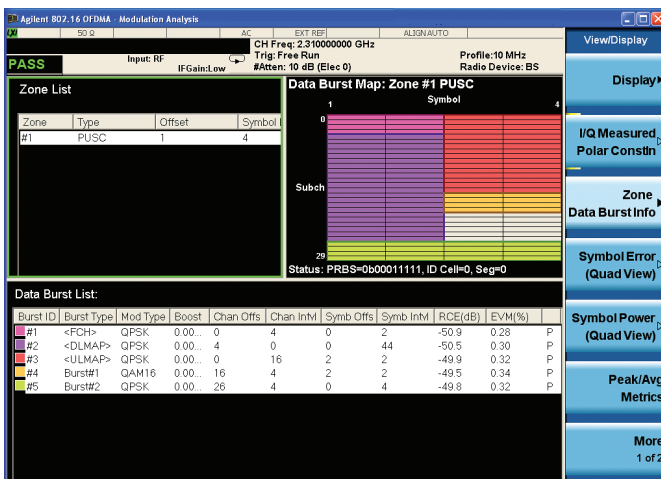 Agilent 802.16 OFDMA - Modulation Analysis
50 Ω AC EXT REF ALIGNAUTO
CH Freq: 2.310000000 GHz
Input: RF Trig: Free Run Profile:10 MHz
PASS IFGain:Low #Atten: 10 dB (Elec 0) Radio Device: BS
Zone List
Zone Type Offset Symbol
#1 PUSC 1 4
Data Burst Map: Zone #1 PUSC
Symbol
1 4
0
Subch
29
Status: PRBS=0b00011111, ID Cell=0, Seg=0
Data Burst List:
Burst ID Burst Type Mod Type Boost Chan Offs Chan Intvl Symb Offs Symb Intvl RCE(dB) EVM(%)
#1 <FCH> QPSK 0.00... 0 4 0 2 -50.9 0.28 P
#2 <DLMAP> QPSK 0.00... 4 0 0 44 -50.5 0.30 P
#3 <ULMAP> QPSK 0.00... 0 16 2 2 -49.9 0.32 P
#4 Burst#1 QAM16 0.00... 16 4 2 2 -49.5 0.34 P
#5 Burst#2 QPSK 0.00... 26 4 0 4 -49.8 0.32 P
View/Display
Display
I/Q Measured
Polar Constln
Zone
Data Burst Info
Symbol Error
(Quad View)
Symbol Power
(Quad View)
Peak/Avg
Metrics
More
1 of 2